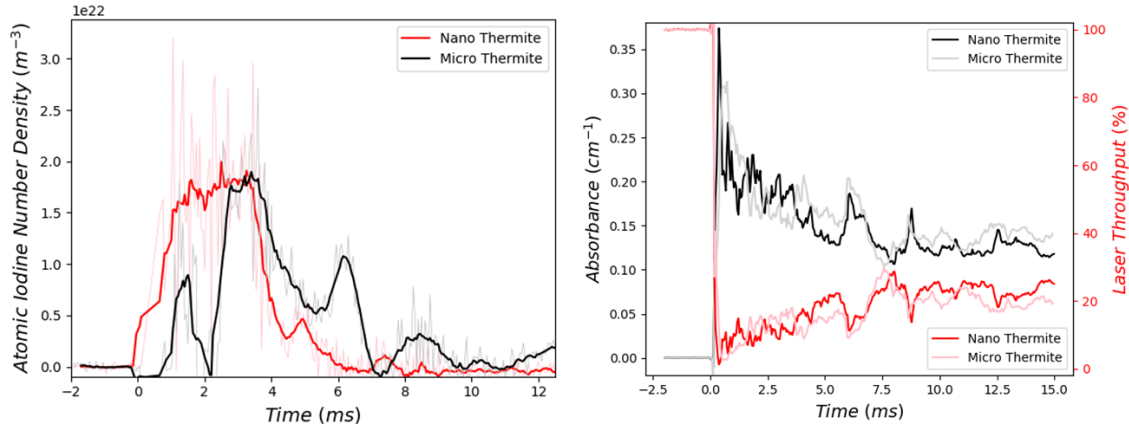 1e22
Atomic Iodine Number Density (m⁻³)
3.0
2.5
2.0
1.5
1.0
0.5
0.0
−2 0 2 4 6 8 10 12
Time (ms)
Nano Thermite
Micro Thermite
Absorbance (cm⁻¹)
0.35
0.30
0.25
0.20
0.15
0.10
0.05
0.00
−2.5 0.0 2.5 5.0 7.5 10.0 12.5 15.0
Time (ms)
Nano Thermite
Micro Thermite
Nano Thermite
Micro Thermite
100
80
60
40
20
0
Laser Throughput (%)